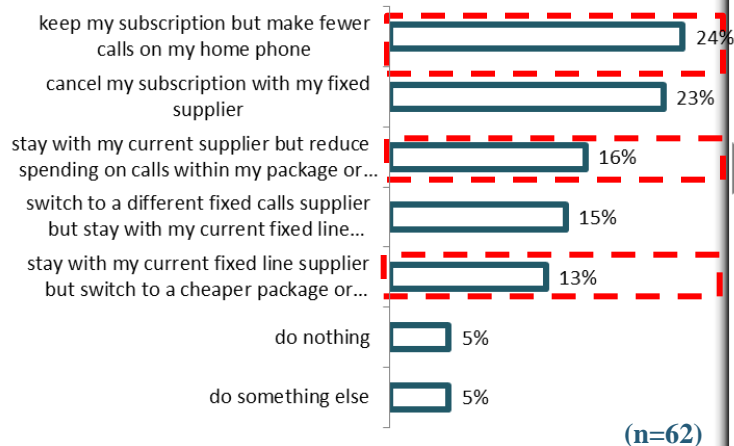 keep my subscription but make fewer
calls on my home phone
24%
cancel my subscription with my fixed
supplier
23%
stay with my current supplier but reduce
spending on calls within my package or...
16%
switch to a different fixed calls supplier
but stay with my current fixed line...
15%
stay with my current fixed line supplier
but switch to a cheaper package or...
13%
do nothing
5%
do something else
5%
(n=62)